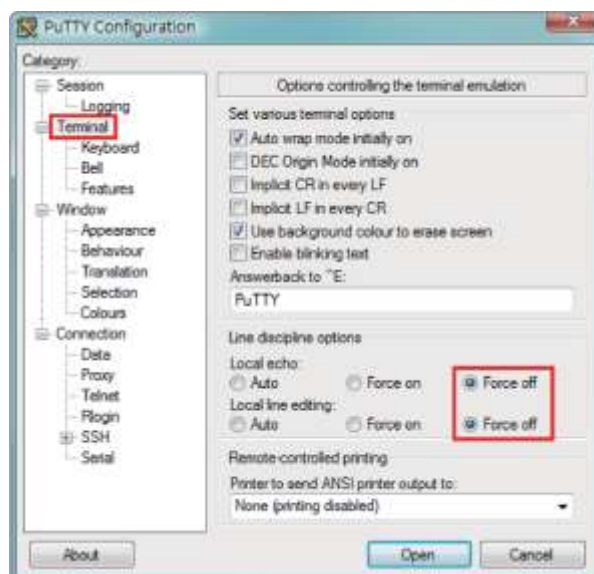 PuTTY Configuration
Category:
Session
Logging
Terminal
Keyboard
Bell
Features
Window
Appearance
Behaviour
Translation
Selection
Colours
Connection
Data
Proxy
Telnet
Rlogin
SSH
Serial
Options controlling the terminal emulation
Set various terminal options
Auto wrap mode initially on
DEC Origin Mode initially on
Implicit CR in every LF
Implicit LF in every CR
Use background colour to erase screen
Enable blinking text
Answerback to ^E:
PuTTY
Line discipline options
Local echo:
Auto Force on Force off
Local line editing:
Auto Force on Force off
Remote-controlled printing
Printer to send ANSI printer output to:
None (printing disabled)
About Open Cancel